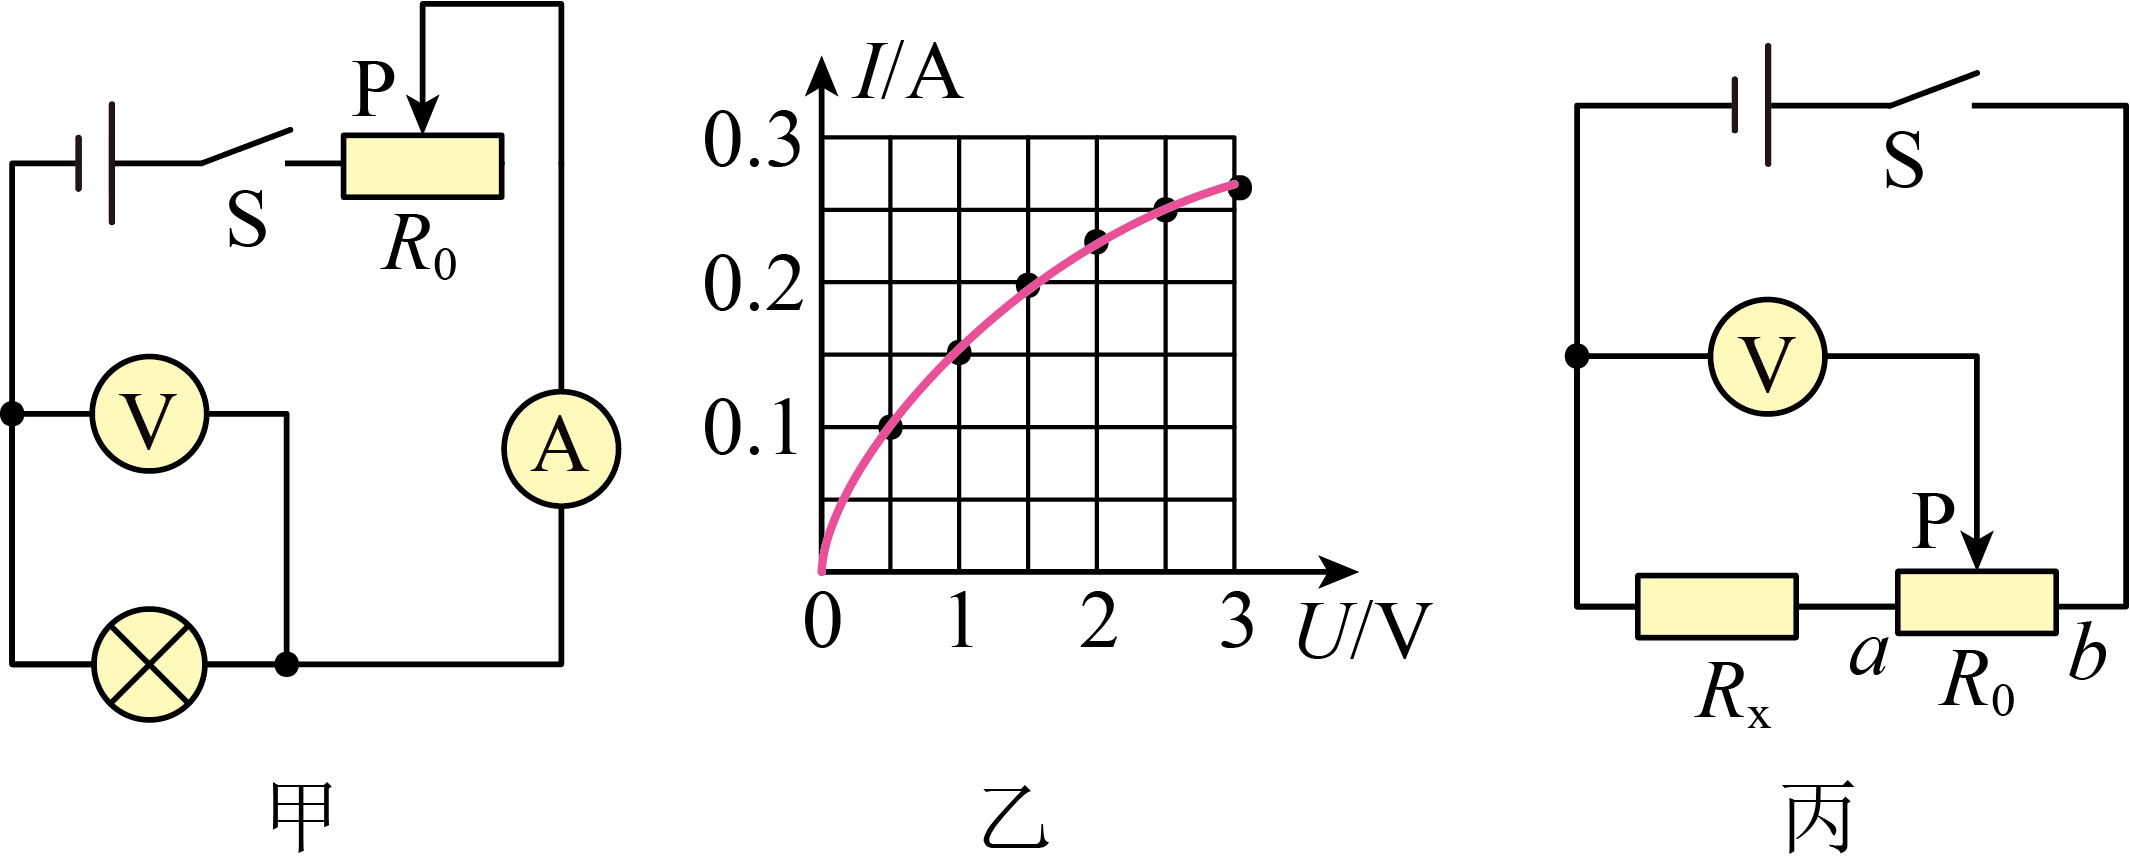 P
S
R₀
V
A
甲
I/A
0.3
0.2
0.1
0 1 2 3 U/V
乙
S
V
P
Rₓ a R₀ b
丙